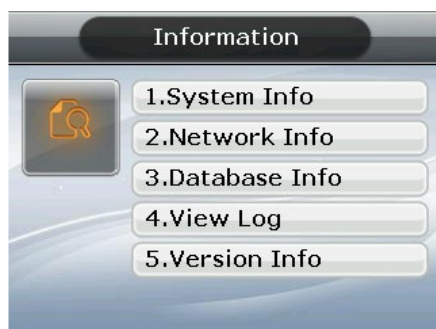 Information
1.System Info
2.Network Info
3.Database Info
4.View Log
5.Version Info